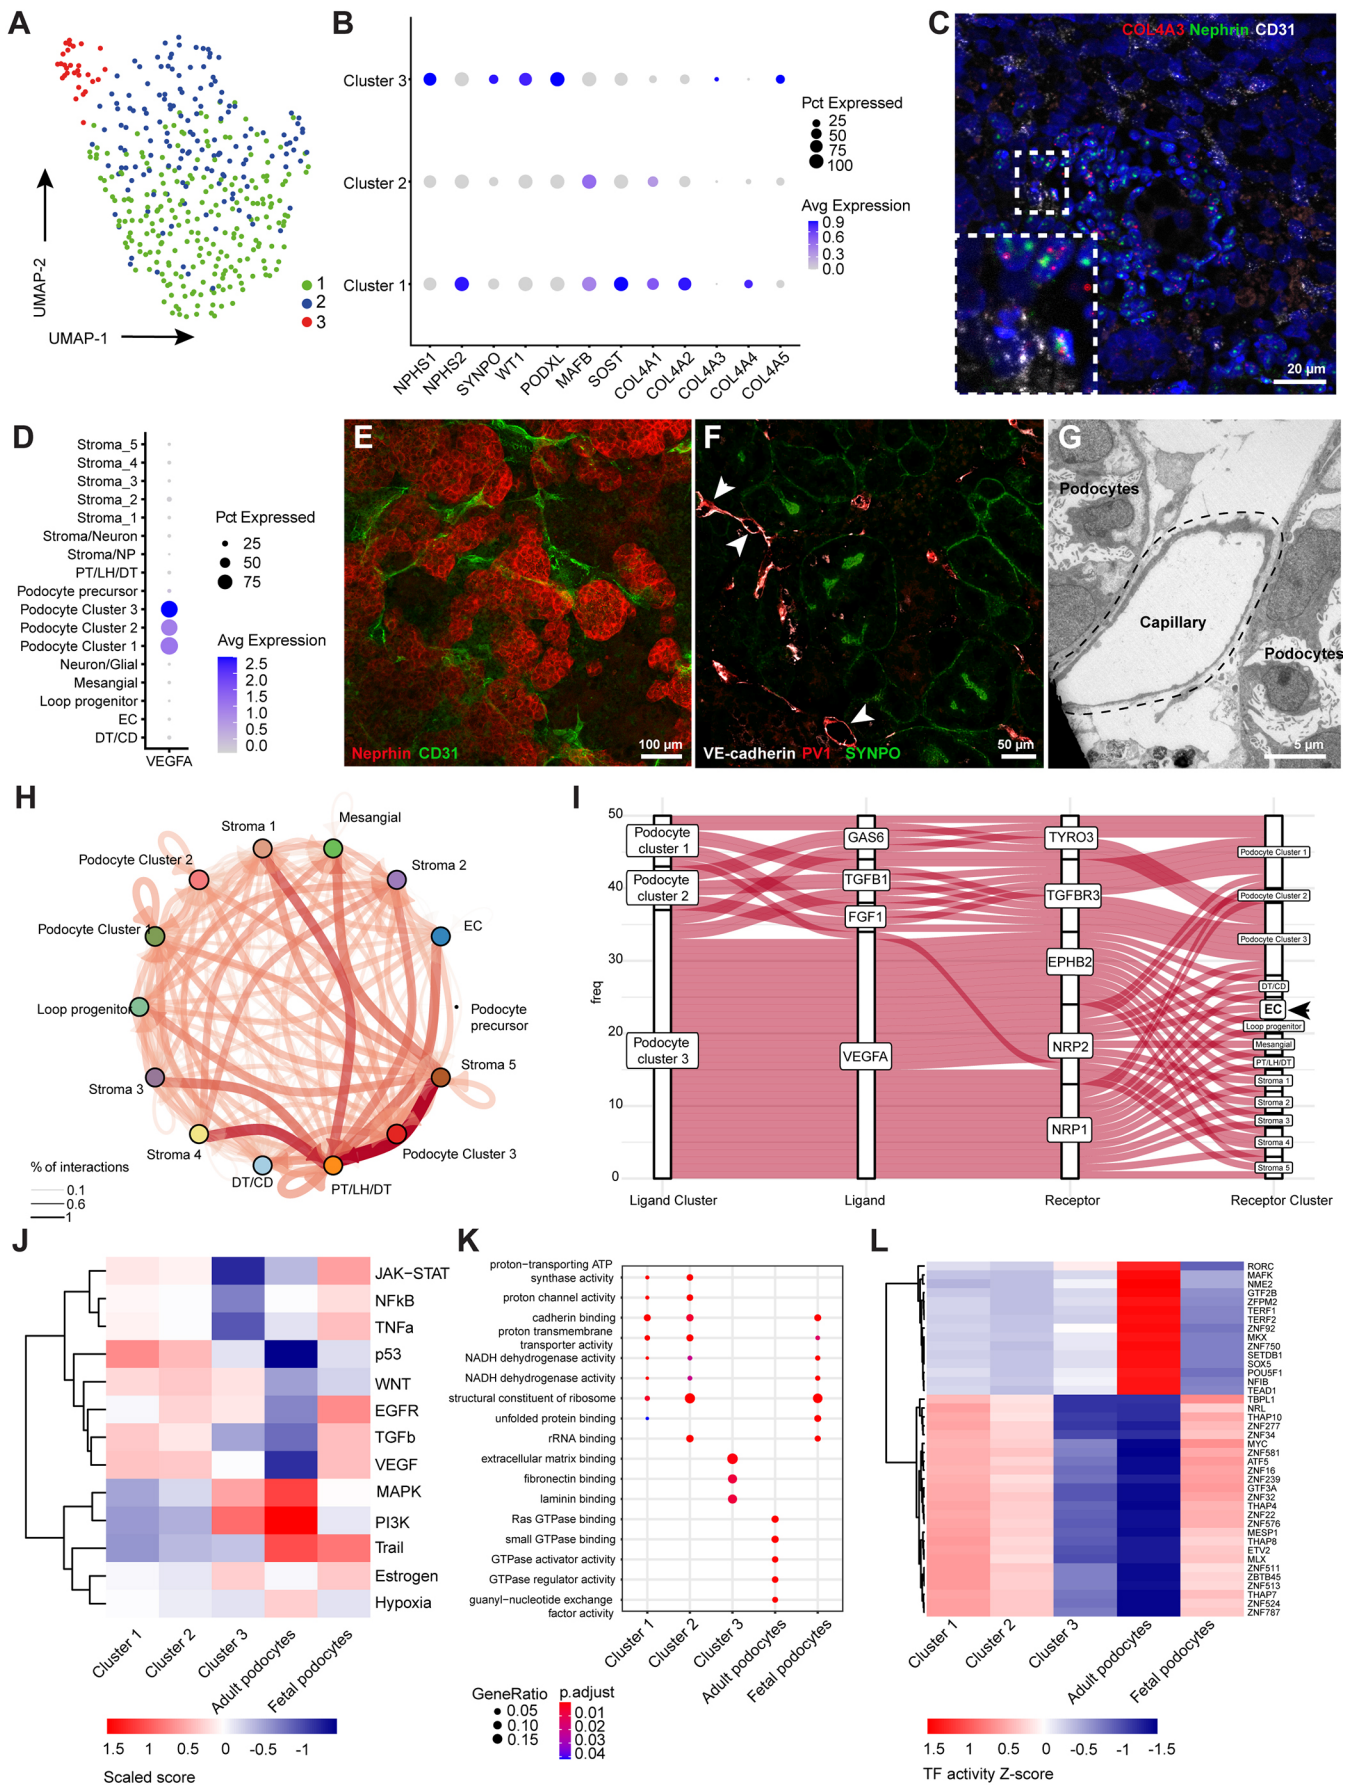 A
UMAP-2
UMAP-1
1
2
3
B
Cluster 3
Cluster 2
Cluster 1
NPHS1
NPHS2
SYNPO
WT1
PODXL
MAFB
SOST
COL4A1
COL4A2
COL4A3
COL4A4
COL4A5
Pct Expressed
25
50
75
100
Avg Expression
0.9
0.6
0.3
0.0
C
COL4A3 Nephrin CD31
20 µm
D
Stroma_5
Stroma_4
Stroma_3
Stroma_2
Stroma_1
Stroma/Neuron
Stroma/NP
PT/LH/DT
Podocyte precursor
Podocyte Cluster 3
Podocyte Cluster 2
Podocyte Cluster 1
Neuron/Glial
Mesangial
Loop progenitor
EC
DT/CD
VEGFA
Pct Expressed
25
50
75
Avg Expression
2.5
2.0
1.5
1.0
0.5
0.0
E
Neprhin CD31
100 µm
F
VE-cadherin PV1 SYNPO
50 µm
G
Podocytes
Capillary
Podocytes
5 µm
H
Stroma 1
Mesangial
Podocyte Cluster 2
Stroma 2
Podocyte Cluster 1
EC
Loop progenitor
Podocyte
precursor
Stroma 3
Stroma 5
Stroma 4
Podocyte Cluster 3
DT/CD
PT/LH/DT
% of interactions
0.1
0.6
1
I
freq
50
40
30
20
10
0
Podocyte
cluster 1
Podocyte
cluster 2
Podocyte
cluster 3
GAS6
TGFB1
FGF1
VEGFA
TYRO3
TGFBR3
EPHB2
NRP2
NRP1
Podocyte Cluster 1
Podocyte Cluster 2
Podocyte Cluster 3
DT/CD
EC
Loop progenitor
Mesangial
PT/LH/DT
Stroma 1
Stroma 2
Stroma 3
Stroma 4
Stroma 5
Ligand Cluster
Ligand
Receptor
Receptor Cluster
J
JAK−STAT
NFkB
TNFa
p53
WNT
EGFR
TGFb
VEGF
MAPK
PI3K
Trail
Estrogen
Hypoxia
Cluster 1
Cluster 2
Cluster 3
Adult podocytes
Fetal podocytes
1.5 1 0.5 0 -0.5 -1
Scaled score
K
proton−transporting ATP
synthase activity
proton channel activity
cadherin binding
proton transmembrane
transporter activity
NADH dehydrogenase activity
NADH dehydrogenase activity
structural constituent of ribosome
unfolded protein binding
rRNA binding
extracellular matrix binding
fibronectin binding
laminin binding
Ras GTPase binding
small GTPase binding
GTPase activator activity
GTPase regulator activity
guanyl−nucleotide exchange
factor activity
Cluster 1
Cluster 2
Cluster 3
Adult podocytes
Fetal podocytes
GeneRatio
0.05
0.10
0.15
p.adjust
0.01
0.02
0.03
0.04
L
RORC
MAFK
NME2
GTF2B
ZFPM2
TERF1
TERF2
ZNF92
MKX
ZNF750
SETDB1
SOX5
POU5F1
NFIB
TEAD1
TBPL1
NRL
THAP10
ZNF277
ZNF34
MYC
ZNF581
ATF5
ZNF16
ZNF239
GTF3A
ZNF32
THAP4
ZNF22
ZNF576
MESP1
THAP8
ETV2
MLX
ZNF511
ZBTB45
ZNF513
THAP7
ZNF524
ZNF787
Cluster 1
Cluster 2
Cluster 3
Adult podocytes
Fetal podocytes
1.5 1 0.5 0 -0.5 -1 -1.5
TF activity Z-score